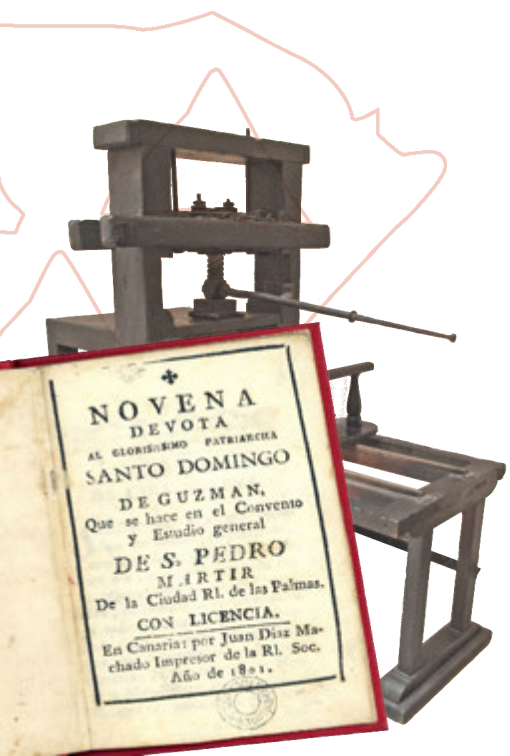 NOVENA
DEVOTA
AL GLORISSIMO PATRIARCHA
SANTO DOMINGO
DE GUZMAN,
Que se hace en el Convento
y Estudio general
DE S. PEDRO
MARTIR
De la Ciudad Rl. de las Palmas.
CON LICENCIA.
En Canaria: por Juan Diaz Ma-
chado Impresor de la Rl. Soc.
Año de 1801.